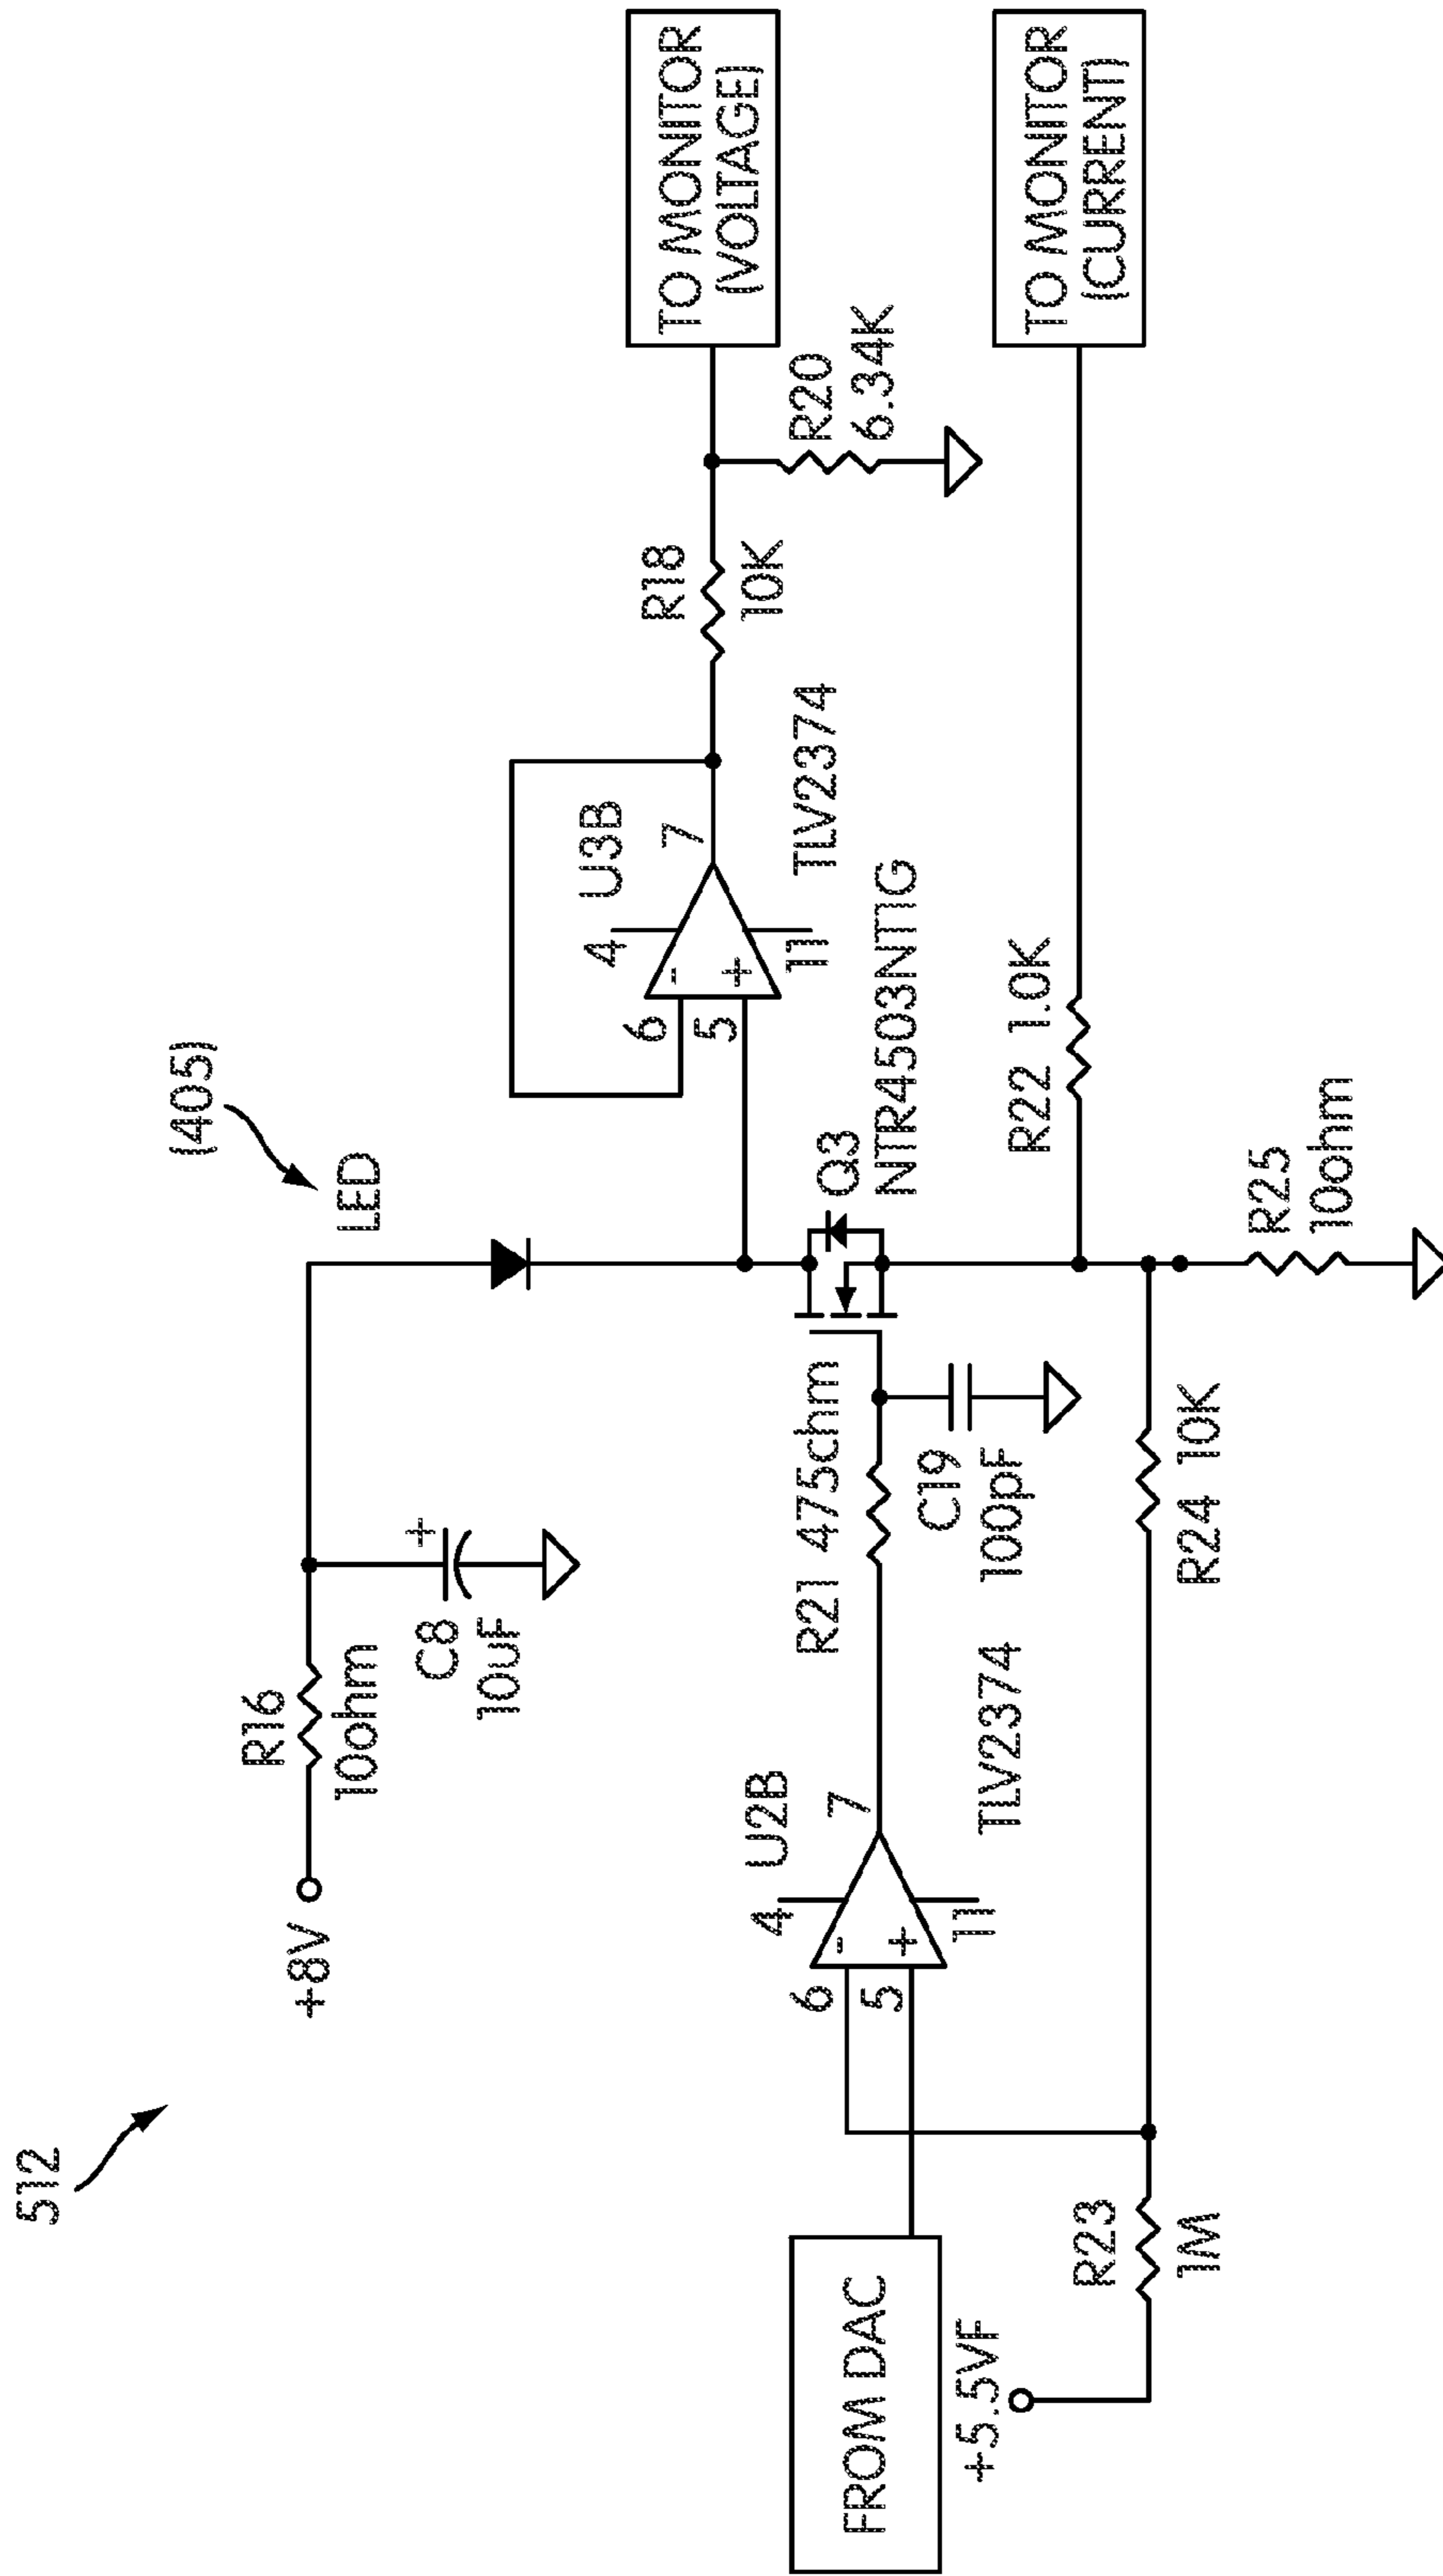 512
(405)
LED
+8V
R16
10ohm
C8
+
10uF
U3B
4
6
-
5
+
7
11
TLV2374
R18
10K
R20
6.34K
TO MONITOR
(VOLTAGE)
U2B
4
6
-
5
+
7
11
TLV2374
R21 475chm
C19
100pF
Q3
NTR4503NT1G
R22 1.0K
TO MONITOR
(CURRENT)
FROM DAC
+5.5VF
R23
1M
R24 10K
R25
10ohm